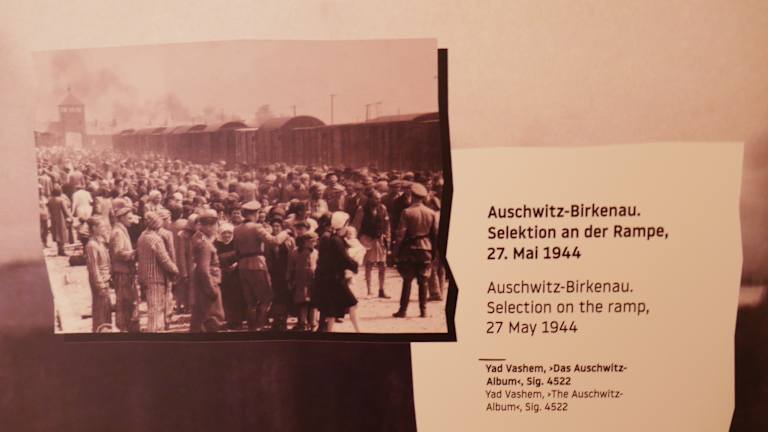 Auschwitz-Birkenau.
Selektion an der Rampe,
27. Mai 1944
Auschwitz-Birkenau.
Selection on the ramp,
27 May 1944
Yad Vashem, ›Das Auschwitz-
Album‹, Sig. 4522
Yad Vashem, ›The Auschwitz-
Album‹, Sig. 4522